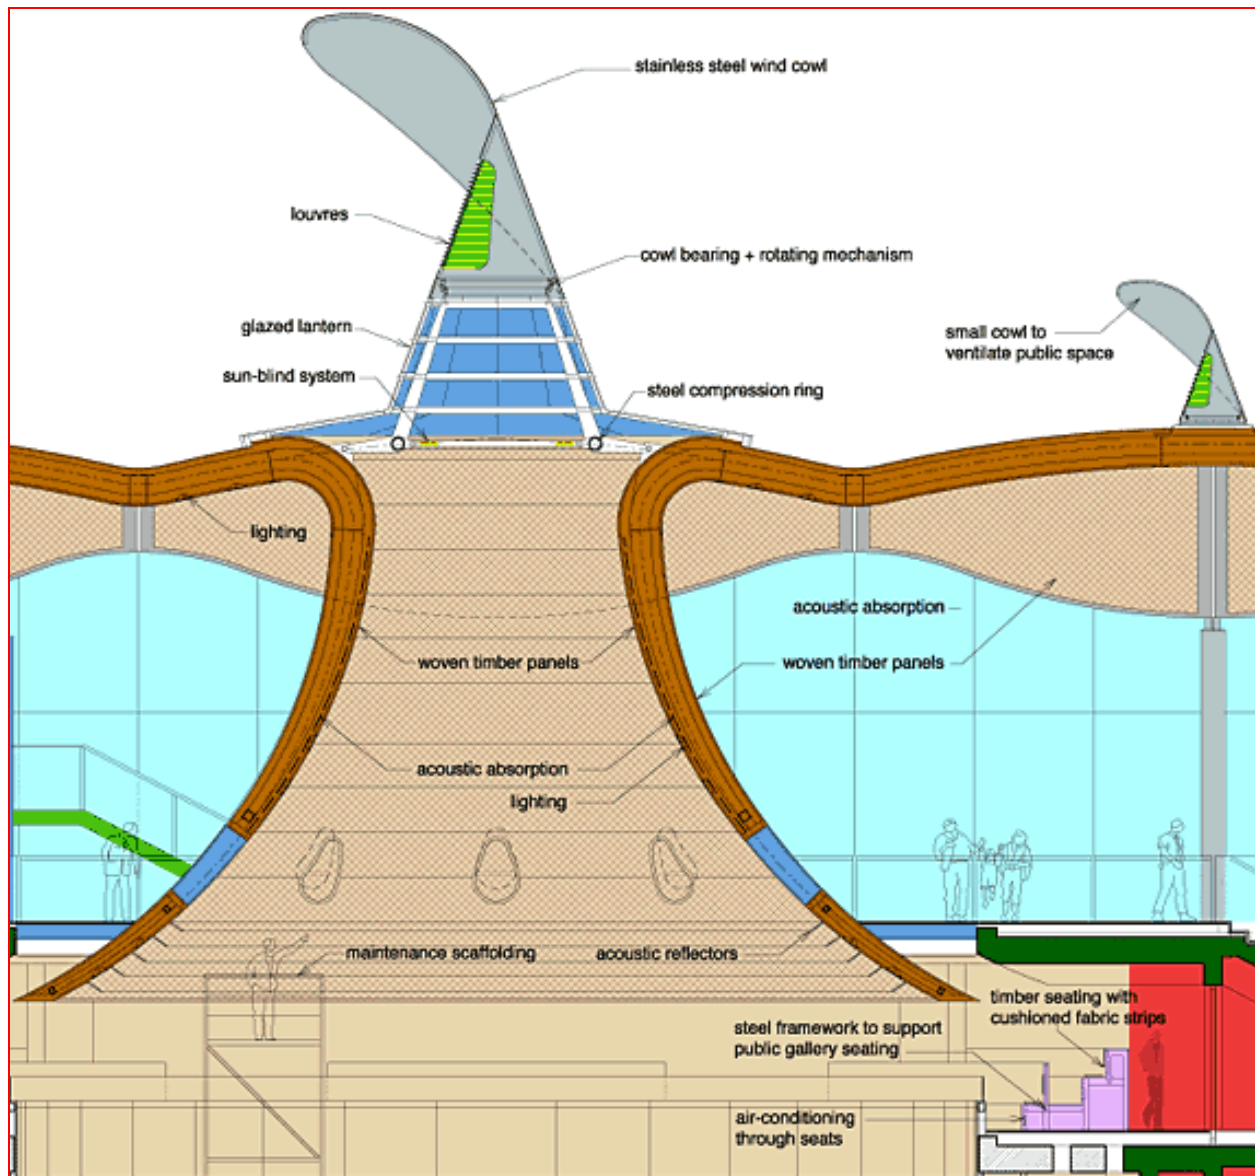 stainless steel wind cowl
louvres
cowl bearing + rotating mechanism
glazed lantern
small cowl to
ventilate public space
sun-blind system
steel compression ring
lighting
acoustic absorption
woven timber panels
woven timber panels
acoustic absorption
lighting
maintenance scaffolding
acoustic reflectors
timber seating with
cushioned fabric strips
steel framework to support
public gallery seating
air-conditioning
through seats